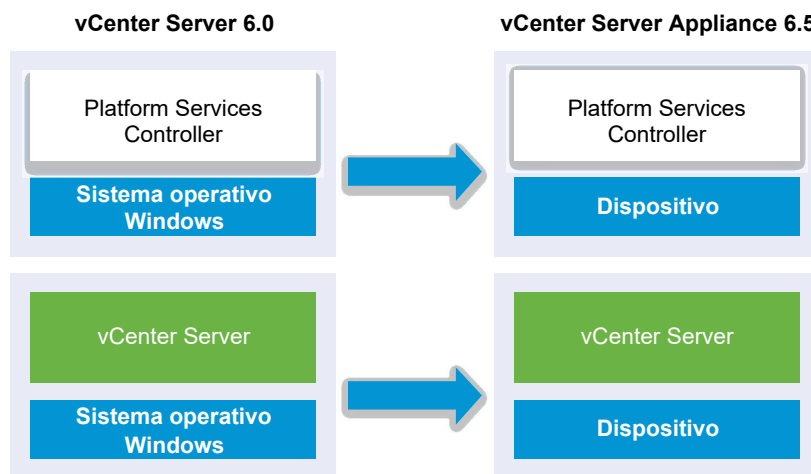 vCenter Server 6.0
vCenter Server Appliance 6.5
Platform Services
Controller
Sistema operativo
Windows
Platform Services
Controller
Dispositivo
vCenter Server
Sistema operativo
Windows
vCenter Server
Dispositivo